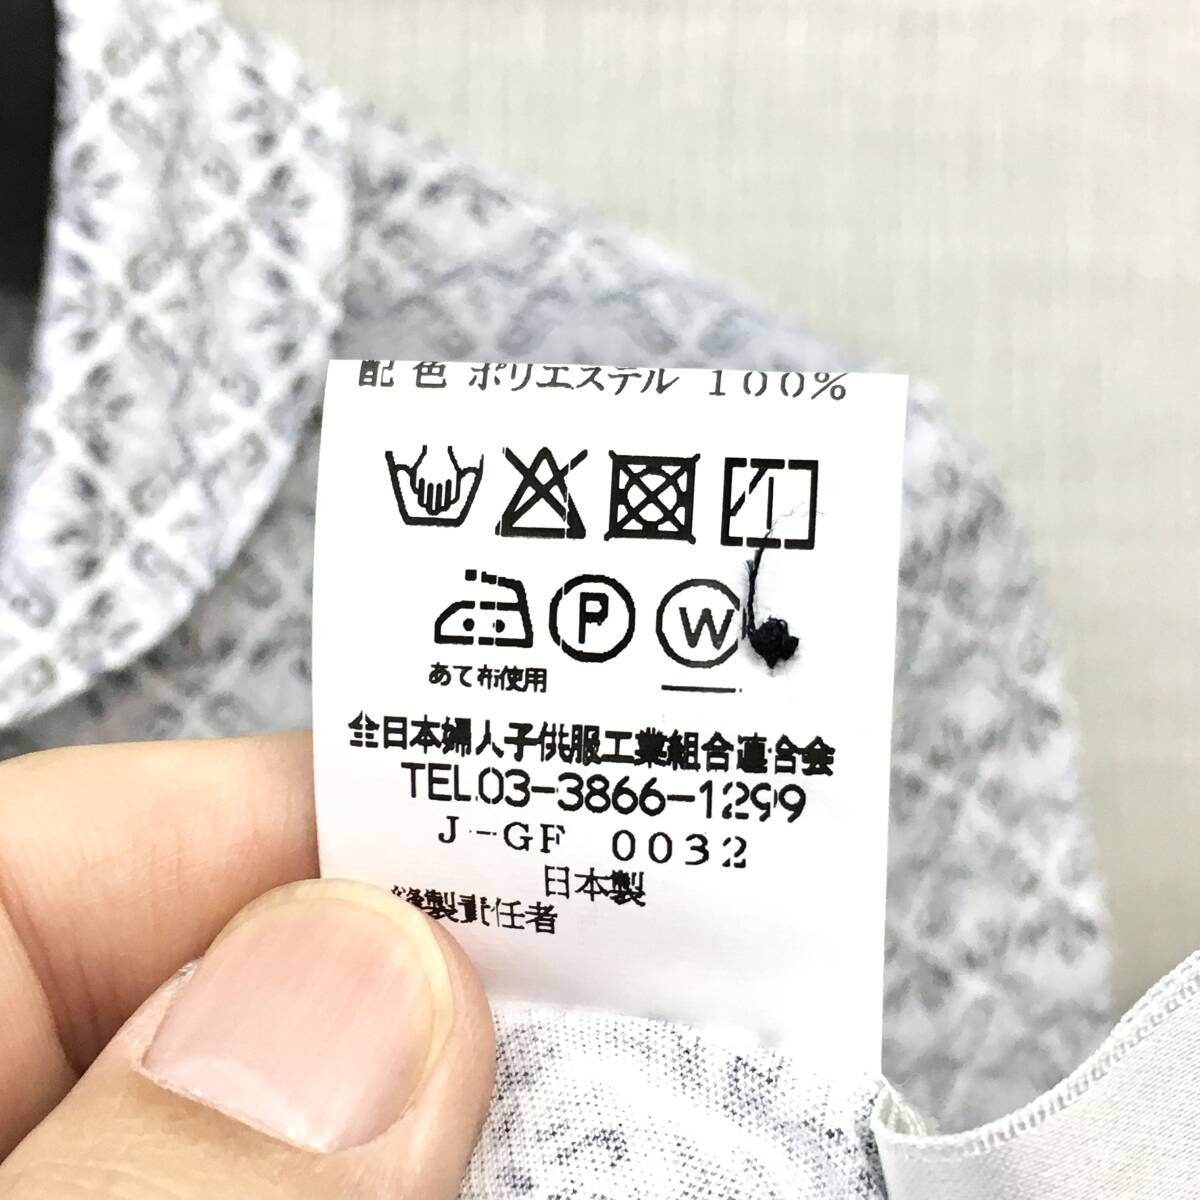 配色 ポリエステル 100%
P W
あて布使用
全日本婦人子供服工業組合連合会
TEL.03-3866-1299
J-GF 0032
日本製
縫製責任者